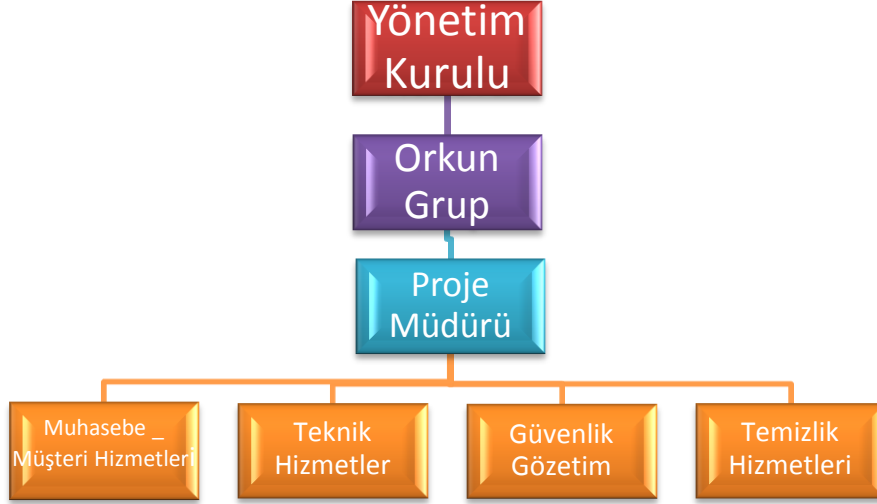 Yönetim
Kurulu
Orkun
Grup
Proje
Müdürü
Muhasebe _
Müşteri Hizmetleri
Teknik
Hizmetler
Güvenlik
Gözetim
Temizlik
Hizmetleri